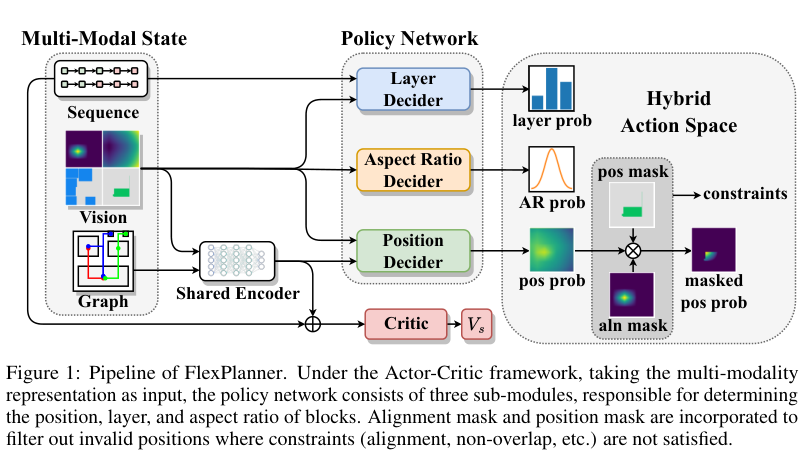 Multi-Modal State
Policy Network
Sequence
Vision
Graph
Shared Encoder
Layer
Decider
Aspect Ratio
Decider
Position
Decider
Critic
Vs
Hybrid
Action Space
layer prob
AR prob
pos prob
pos mask
aln mask
constraints
masked
pos prob
Figure 1: Pipeline of FlexPlanner. Under the Actor-Critic framework, taking the multi-modality
representation as input, the policy network consists of three sub-modules, responsible for determining
the position, layer, and aspect ratio of blocks. Alignment mask and position mask are incorporated to
filter out invalid positions where constraints (alignment, non-overlap, etc.) are not satisfied.